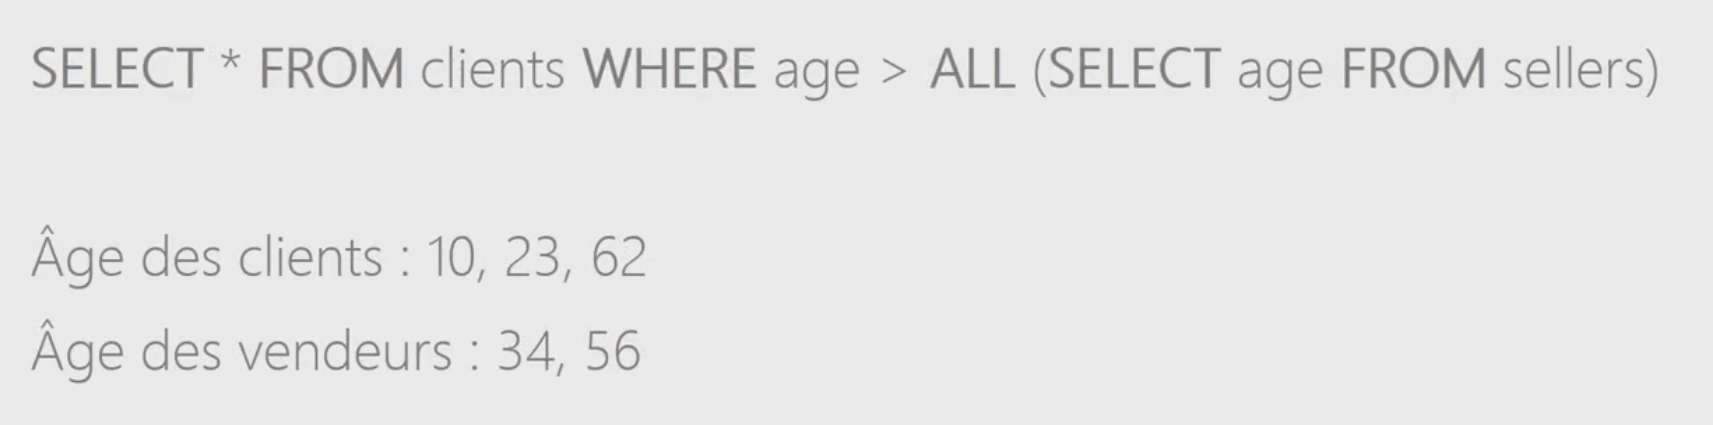 SELECT * FROM clients WHERE age > ALL (SELECT age FROM sellers)
Âge des clients : 10, 23, 62
Âge des vendeurs : 34, 56